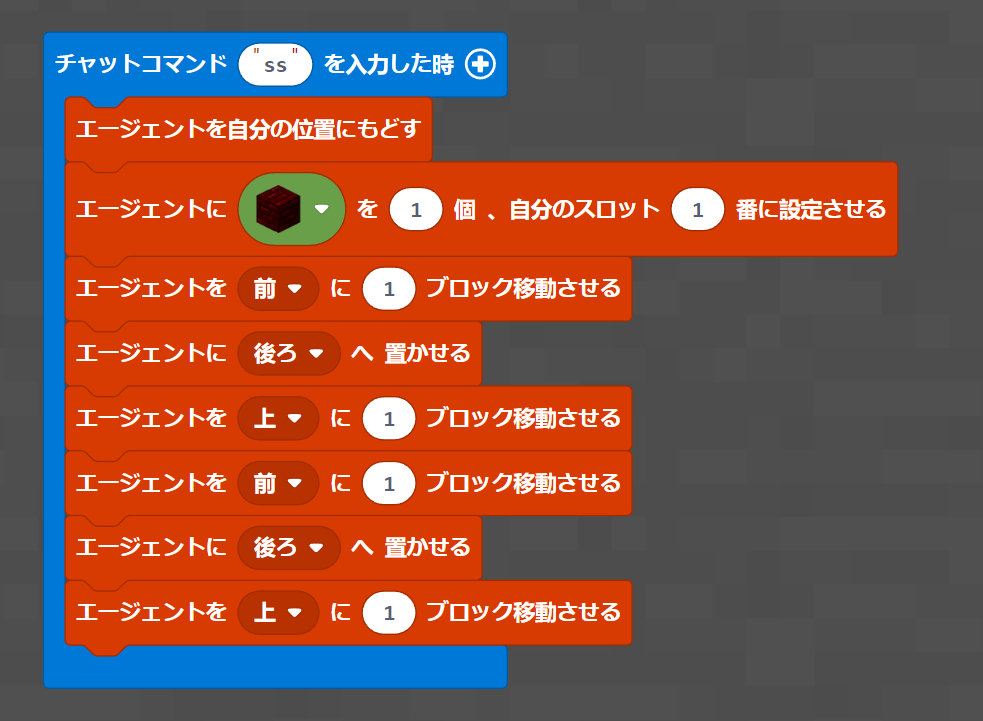 チャットコマンド "ss" を入力した時
エージェントを自分の位置にもどす
エージェントに を 1 個 、自分のスロット 1 番に設定させる
エージェントを 前 に 1 ブロック移動させる
エージェントに 後ろ へ 置かせる
エージェントを 上 に 1 ブロック移動させる
エージェントを 前 に 1 ブロック移動させる
エージェントに 後ろ へ 置かせる
エージェントを 上 に 1 ブロック移動させる